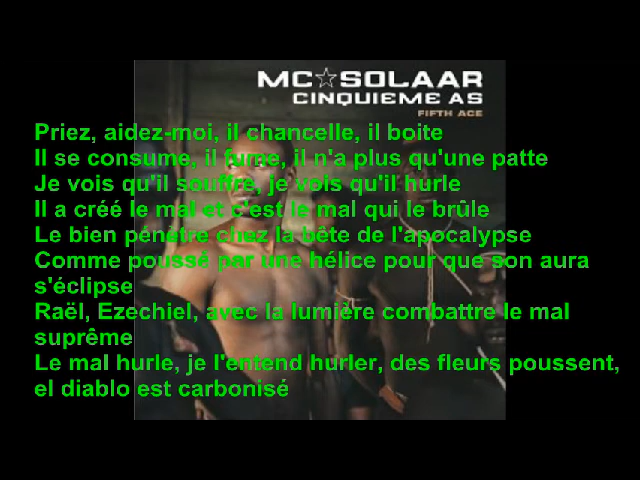 MC☆SOLAAR
CINQUIEME AS
FIFTH ACE
Priez, aidez-moi, il chancelle, il boite
Il se consume, il fume, il n'a plus qu'une patte
Je vois qu'il souffre, je vois qu'il hurle
Il a créé le mal et c'est le mal qui le brûle
Le bien pénètre chez la bête de l'apocalypse
Comme poussé par une hélice pour que son aura
s'éclipse
Raël, Ezechiel, avec la lumière combattre le mal
suprême
Le mal hurle, je l'entend hurler, des fleurs poussent,
el diablo est carbonisé